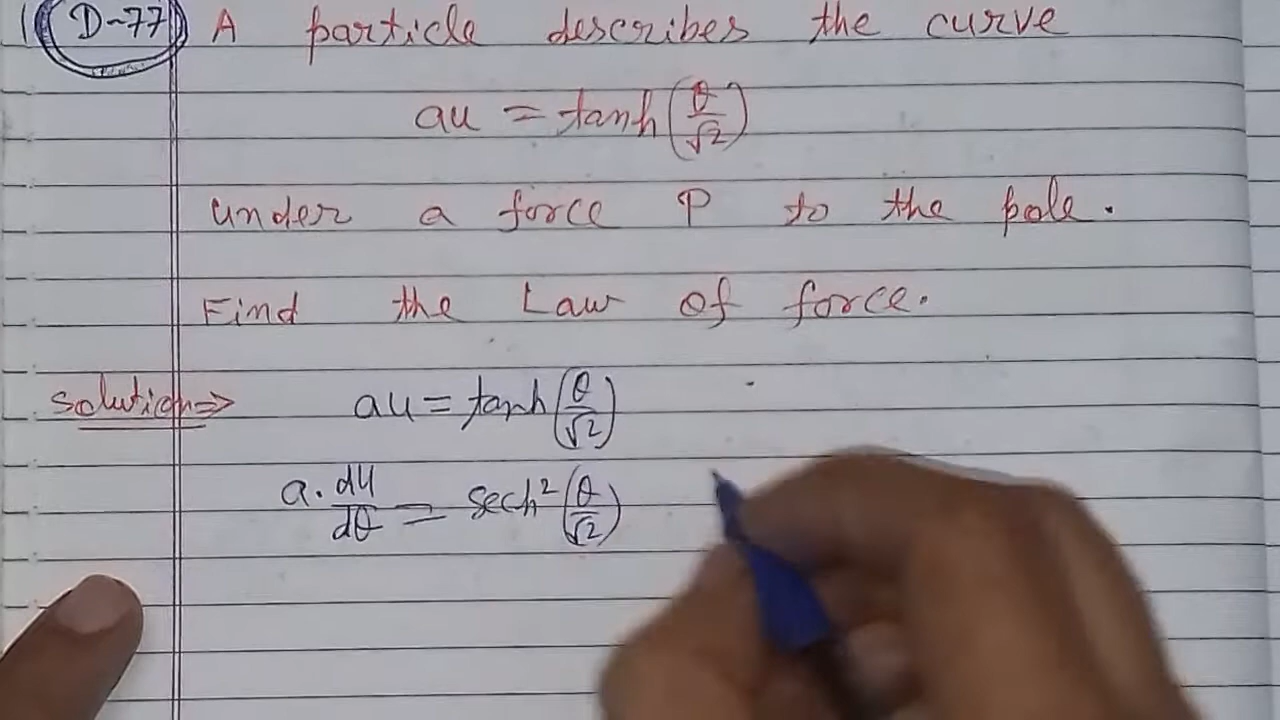 D-77 A particle describes the curve
au = tanh(θ/√2)
under a force P to the pole.
Find the Law of force.
Solution⇒ au = tanh(θ/√2)
a. du/dθ = sech²(θ/√2)